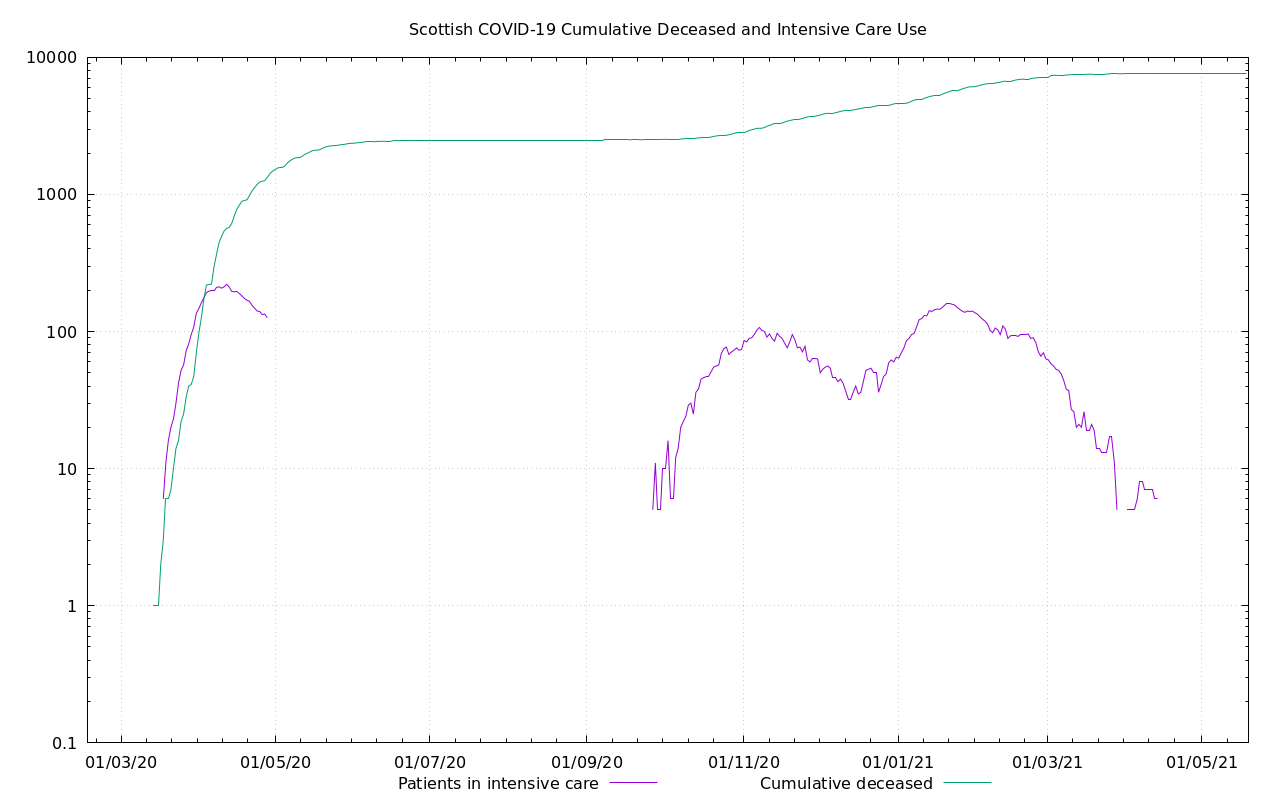 Scottish COVID-19 Cumulative Deceased and Intensive Care Use
10000
1000
100
10
1
0.1
01/03/20 01/05/20 01/07/20 01/09/20 01/11/20 01/01/21 01/03/21 01/05/21
Patients in intensive care Cumulative deceased